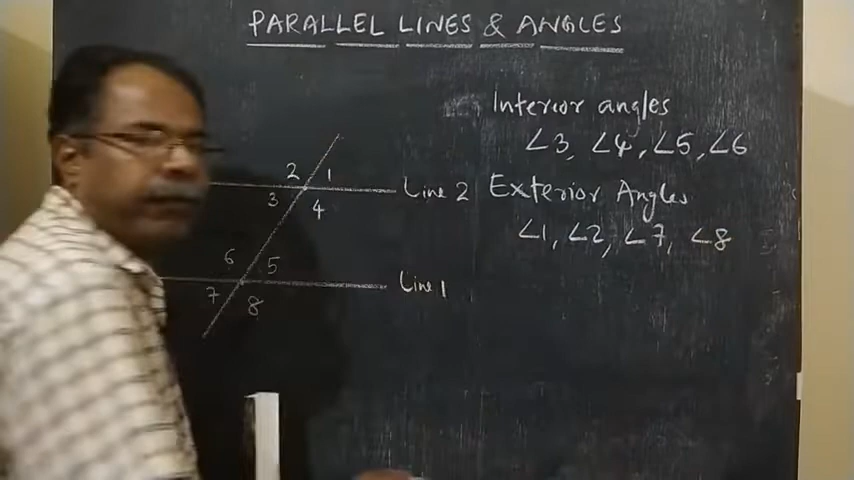 PARALLEL LINES & ANGLES
Interior angles
∠3, ∠4, ∠5, ∠6
Exterior Angles
∠1, ∠2, ∠7, ∠8
2 1
3 4
Line 2
6 5
7 8
Line 1